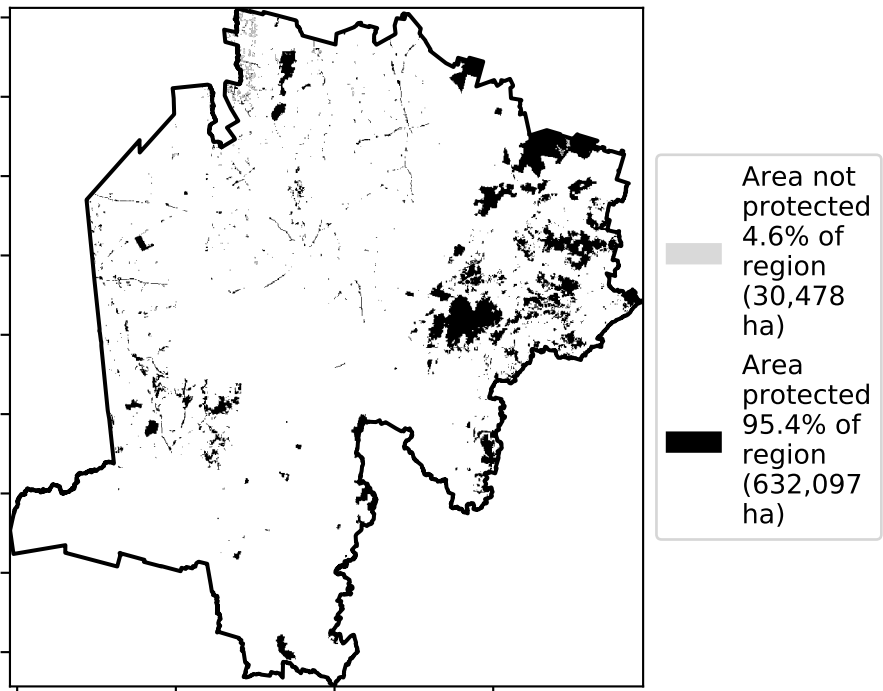 Area not
protected
4.6% of
region
(30,478
ha)
Area
protected
95.4% of
region
(632,097
ha)